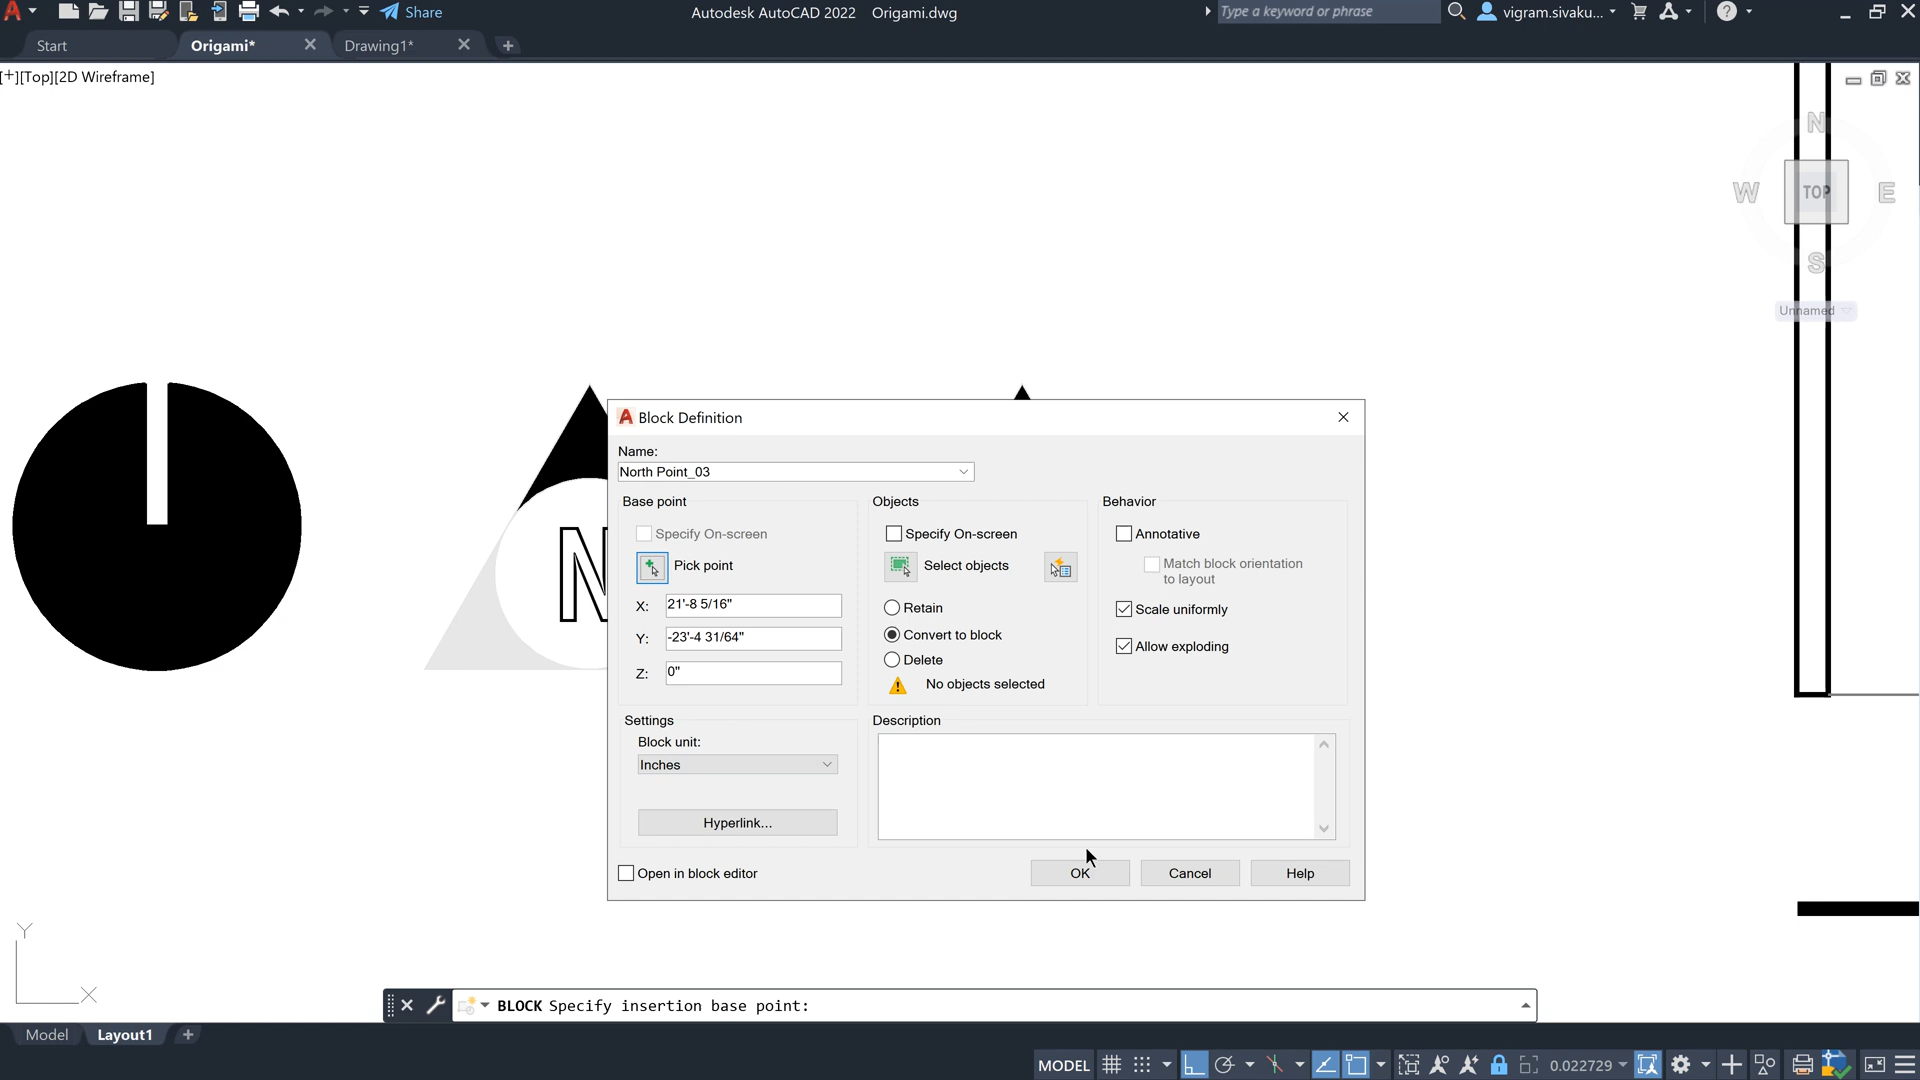 Share
Autodesk AutoCAD 2022 Origami.dwg
Type a keyword or phrase
vigram.sivaku...
Start
Origami*
Drawing1*
[+][Top][2D Wireframe]
N
W
TOP
E
S
Unnamed
N
Block Definition
Name:
North Point_03
Base point
Specify On-screen
Pick point
X: 21'-8 5/16"
Y: -23'-4 31/64"
Z: 0"
Objects
Specify On-screen
Select objects
Retain
Convert to block
Delete
No objects selected
Behavior
Annotative
Match block orientation
to layout
Scale uniformly
Allow exploding
Settings
Block unit:
Inches
Hyperlink...
Description
Open in block editor
OK
Cancel
Help
Y
X
BLOCK Specify insertion base point:
Model
Layout1
MODEL
0.022729